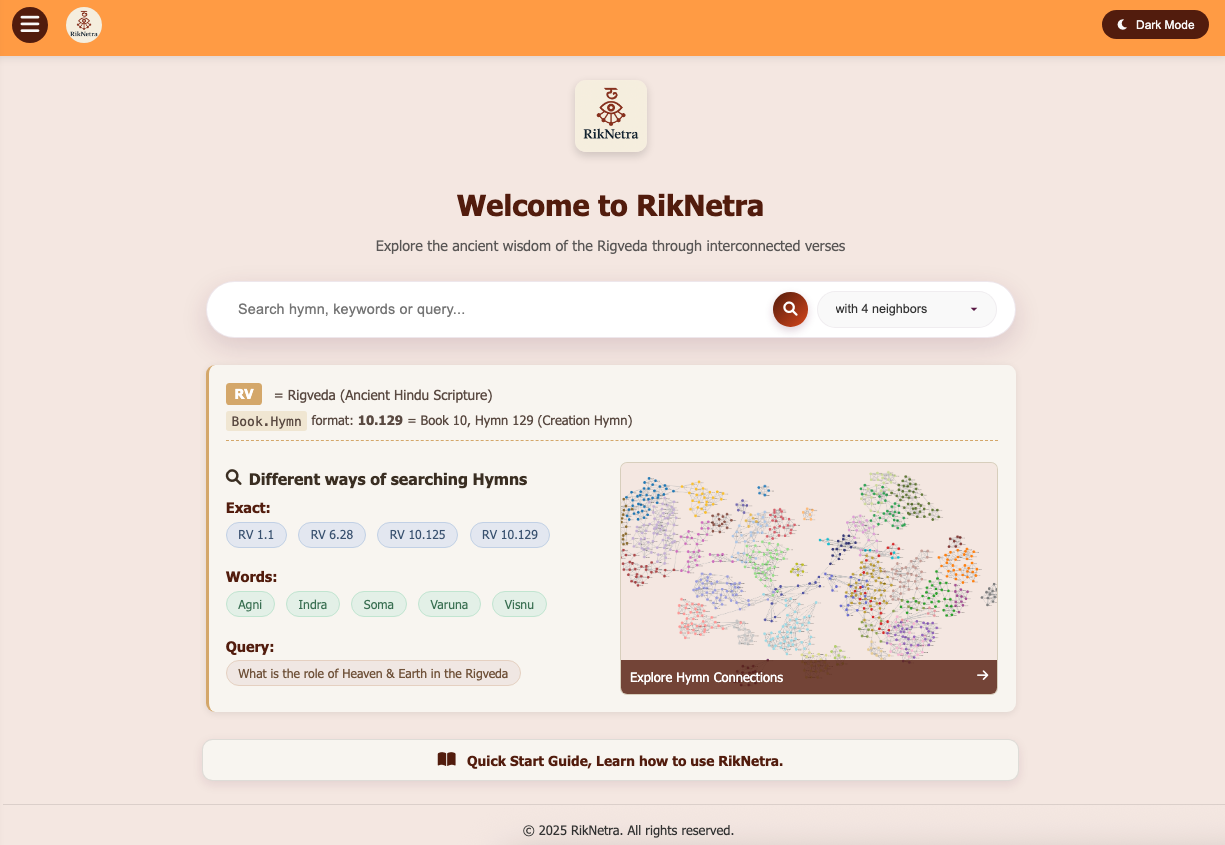 RikNetra
Dark Mode
RikNetra
Welcome to RikNetra
Explore the ancient wisdom of the Rigveda through interconnected verses
Search hymn, keywords or query...
with 4 neighbors
RV = Rigveda (Ancient Hindu Scripture)
Book.Hymn format: 10.129 = Book 10, Hymn 129 (Creation Hymn)
Different ways of searching Hymns
Exact:
RV 1.1 RV 6.28 RV 10.125 RV 10.129
Words:
Agni Indra Soma Varuna Visnu
Query:
What is the role of Heaven & Earth in the Rigveda
Explore Hymn Connections
Quick Start Guide, Learn how to use RikNetra.
© 2025 RikNetra. All rights reserved.